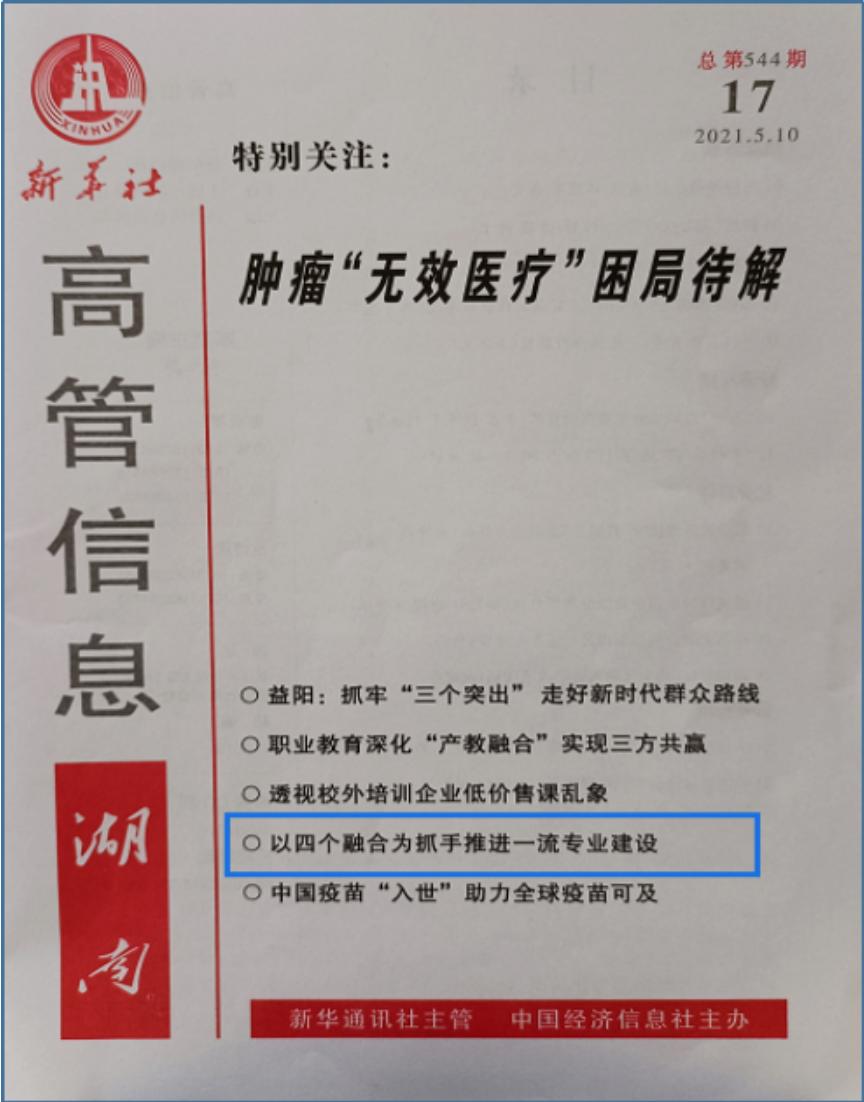 总第544期
17
2021.5.10
XINHUA
新华社
高管信息
湖南
特别关注：
肿瘤“无效医疗”困局待解
○ 益阳：抓牢“三个突出” 走好新时代群众路线
○ 职业教育深化“产教融合”实现三方共赢
○ 透视校外培训企业低价售课乱象
○ 以四个融合为抓手推进一流专业建设
○ 中国疫苗“入世”助力全球疫苗可及
新华通讯社主管 中国经济信息社主办